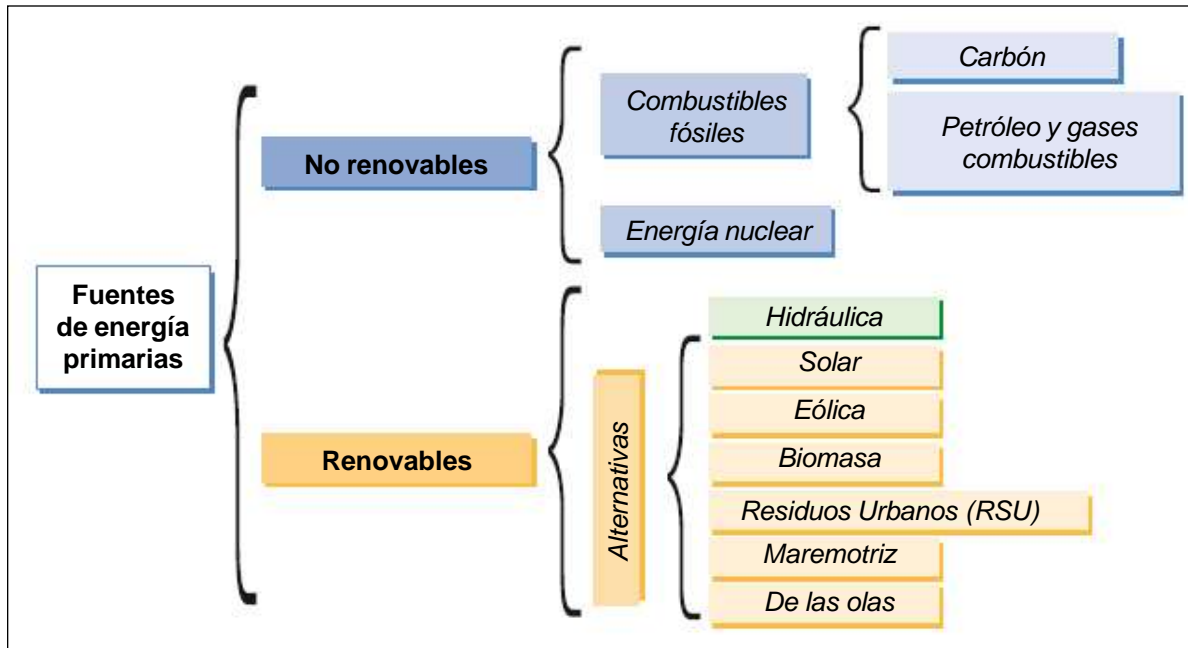 Fuentes
de energía
primarias
No renovables
Combustibles
fósiles
Carbón
Petróleo y gases
combustibles
Energía nuclear
Renovables
Hidráulica
Alternativas
Solar
Eólica
Biomasa
Residuos Urbanos (RSU)
Maremotriz
De las olas